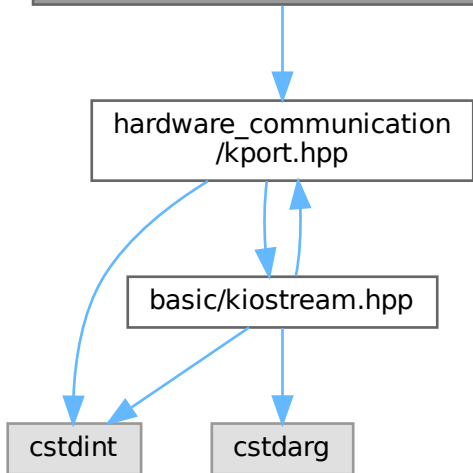 hardware_communication
/kport.hpp
basic/kiostream.hpp
cstdint
cstdarg